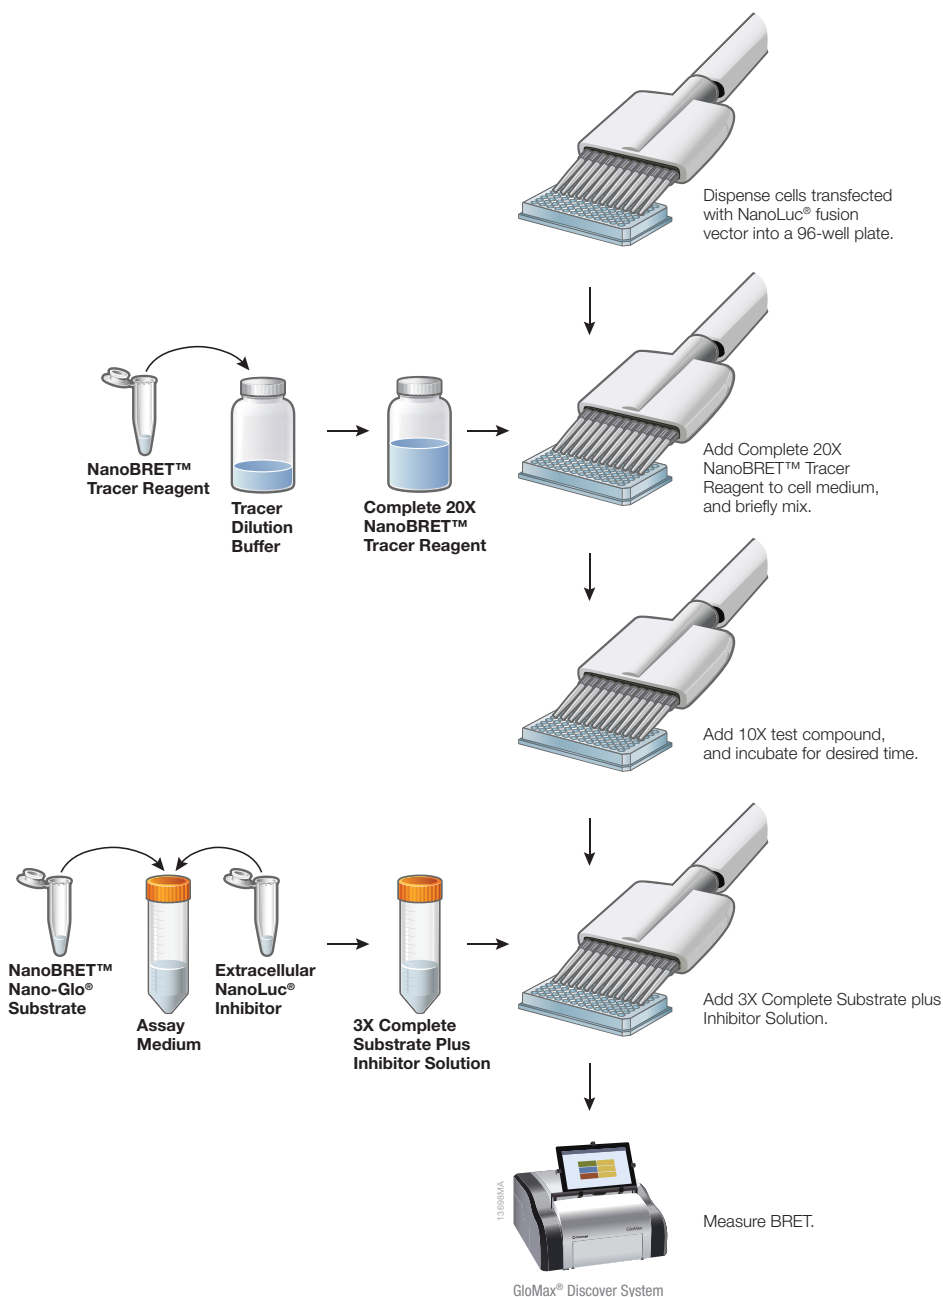 Dispense cells transfected
with NanoLuc® fusion
vector into a 96-well plate.
NanoBRET™
Tracer Reagent
Tracer
Dilution
Buffer
Complete 20X
NanoBRET™
Tracer Reagent
Add Complete 20X
NanoBRET™ Tracer
Reagent to cell medium,
and briefly mix.
Add 10X test compound,
and incubate for desired time.
NanoBRET™
Nano-Glo®
Substrate
Assay
Medium
Extracellular
NanoLuc®
Inhibitor
3X Complete
Substrate Plus
Inhibitor Solution
Add 3X Complete Substrate plus
Inhibitor Solution.
13698MA
GloMax
Measure BRET.
GloMax® Discover System